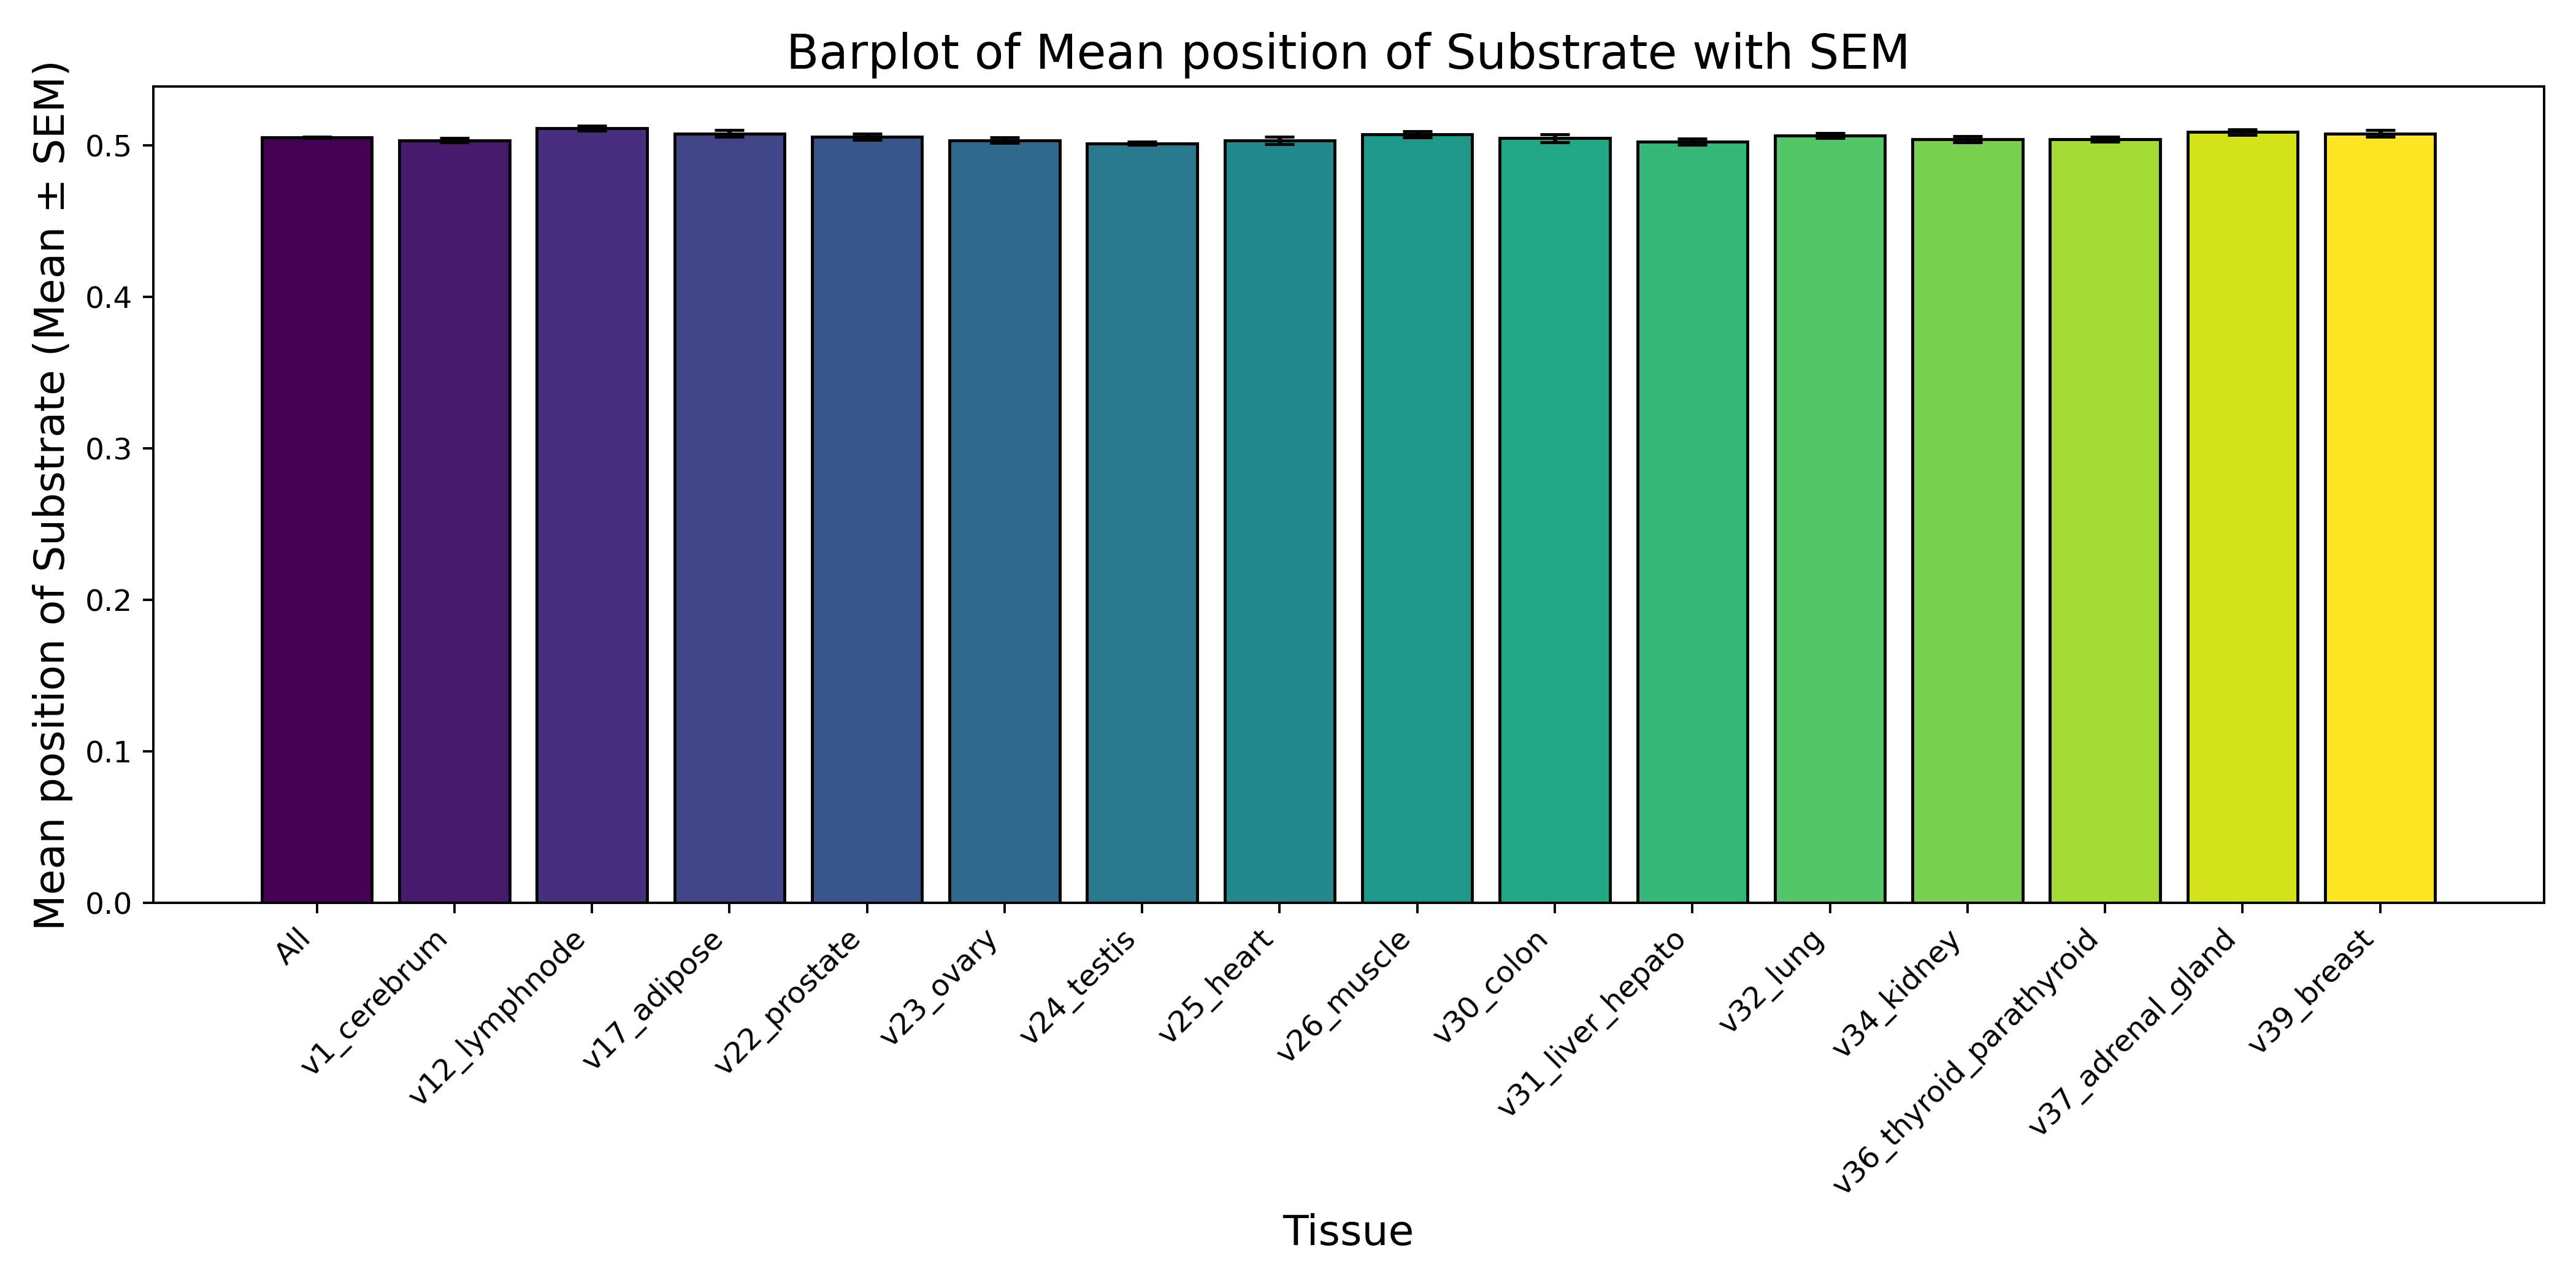 Barplot of Mean position of Substrate with SEM
Mean position of Substrate (Mean ± SEM)
0.5
0.4
0.3
0.2
0.1
0.0
All
v1_cerebrum
v12_lymphnode
v17_adipose
v22_prostate
v23_ovary
v24_testis
v25_heart
v26_muscle
v30_colon
v31_liver_hepato
v32_lung
v34_kidney
v36_thyroid_parathyroid
v37_adrenal_gland
v39_breast
Tissue